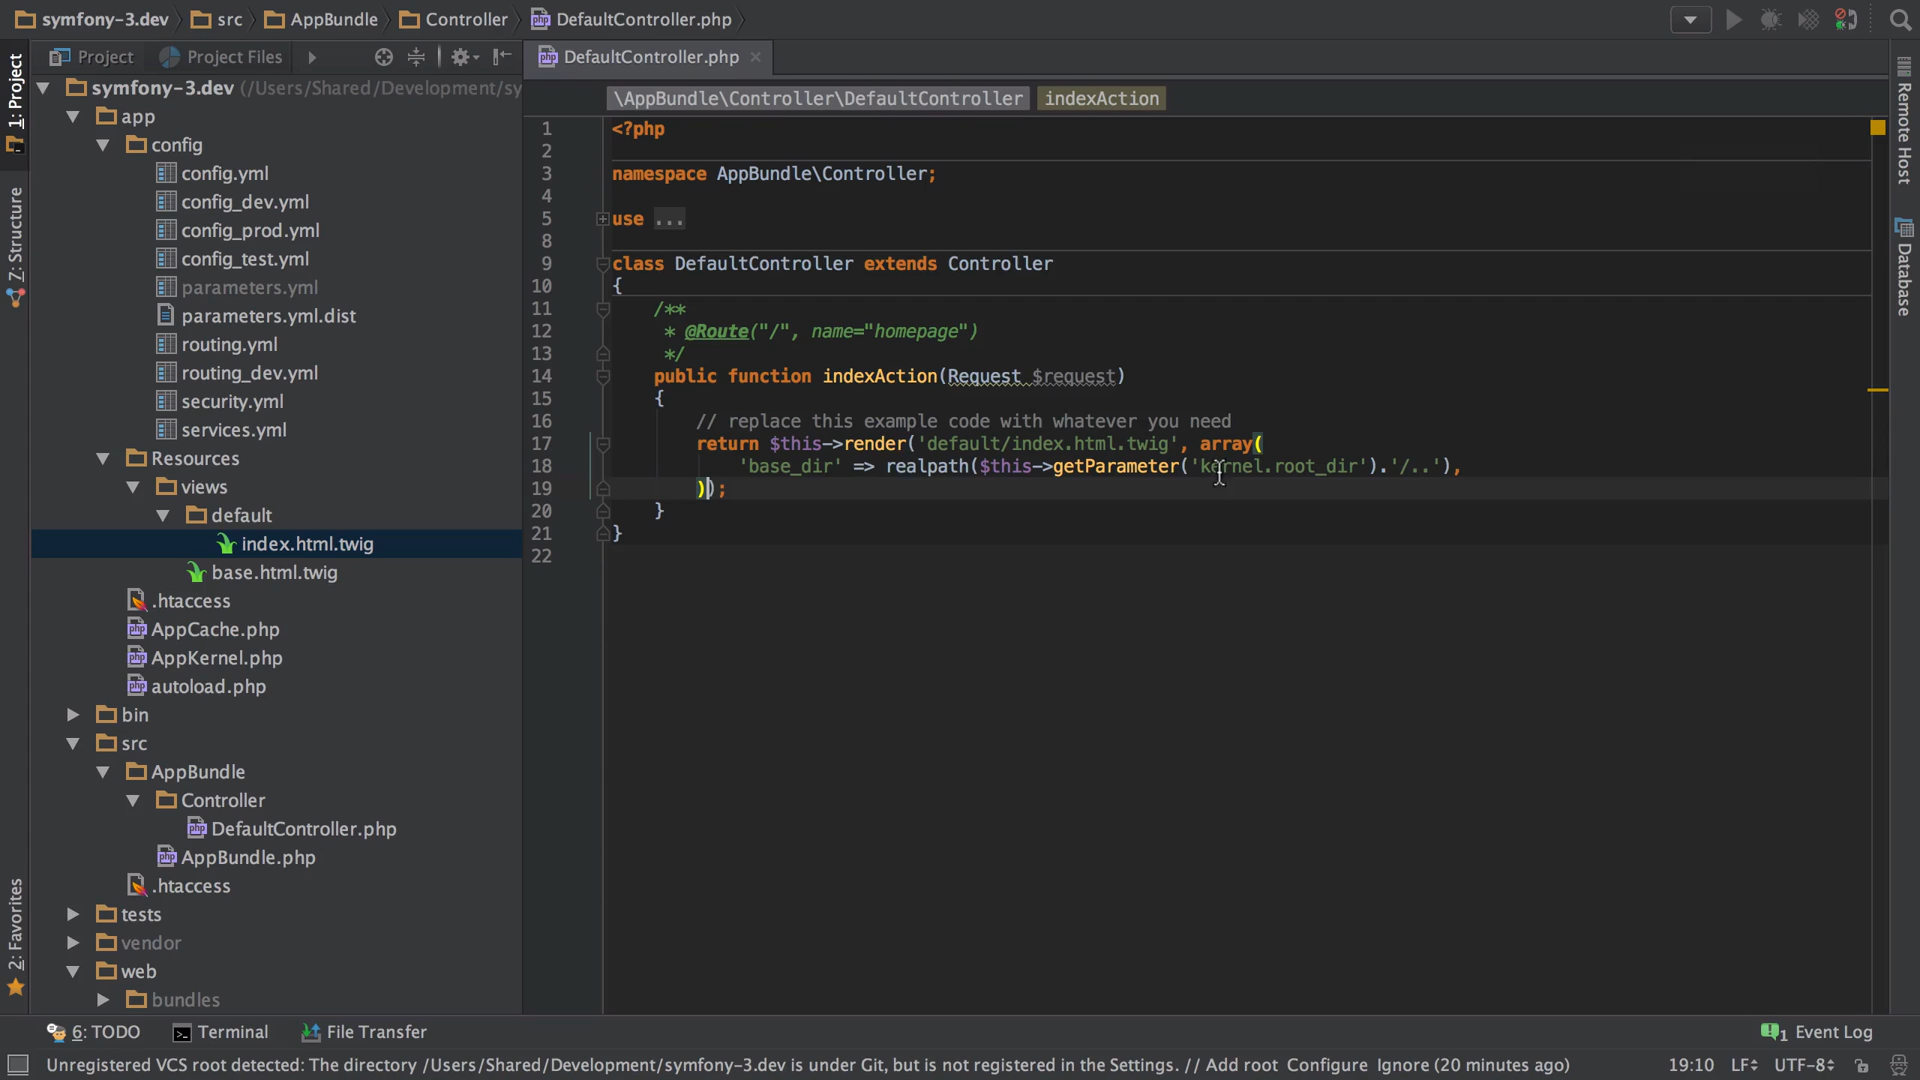 symfony-3.dev src AppBundle Controller DefaultController.php
1: Project
Z: Structure
2: Favorites
Project Project Files
symfony-3.dev (/Users/Shared/Development/sy
app
config
config.yml
config_dev.yml
config_prod.yml
config_test.yml
parameters.yml
parameters.yml.dist
routing.yml
routing_dev.yml
security.yml
services.yml
Resources
views
default
index.html.twig
base.html.twig
.htaccess
AppCache.php
AppKernel.php
autoload.php
bin
src
AppBundle
Controller
DefaultController.php
AppBundle.php
.htaccess
tests
vendor
web
bundles
DefaultController.php
\AppBundle\Controller\DefaultController indexAction
1 <?php
2
3 namespace AppBundle\Controller;
4
5 use ...
8
9 class DefaultController extends Controller
10 {
11 /**
12 * @Route("/", name="homepage")
13 */
14 public function indexAction(Request $request)
15 {
16 // replace this example code with whatever you need
17 return $this->render('default/index.html.twig', array(
18 'base_dir' => realpath($this->getParameter('kernel.root_dir').'/..'),
19 ));
20 }
21 }
22
Remote Host
Database
6: TODO Terminal File Transfer 1 Event Log
Unregistered VCS root detected: The directory /Users/Shared/Development/symfony-3.dev is under Git, but is not registered in the Settings. // Add root Configure Ignore (20 minutes ago) 19:10 LF UTF-8